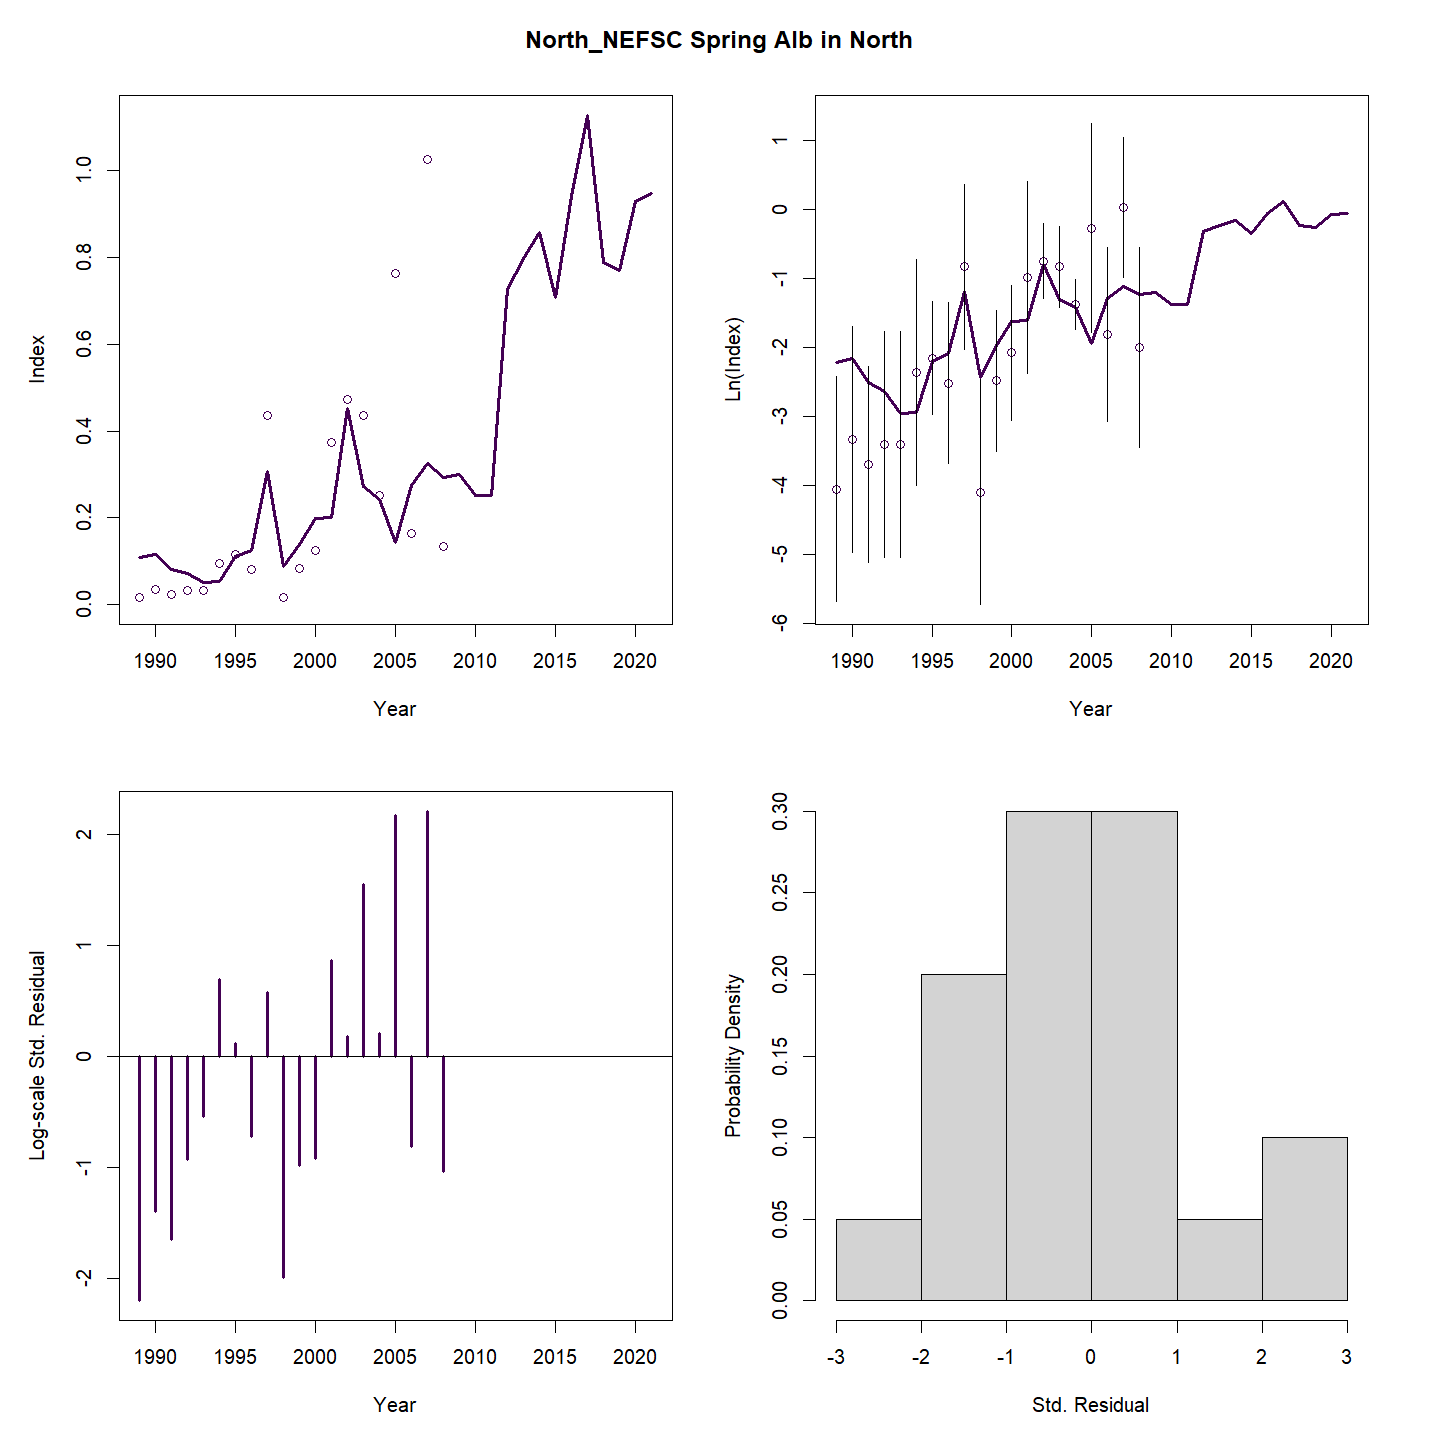 North_NEFSC Spring Alb in North
Index
0.0 0.2 0.4 0.6 0.8 1.0
1990 1995 2000 2005 2010 2015 2020
Year
Ln(Index)
-6 -5 -4 -3 -2 -1 0 1
1990 1995 2000 2005 2010 2015 2020
Year
Log-scale Std. Residual
-2 -1 0 1 2
1990 1995 2000 2005 2010 2015 2020
Year
Probability Density
0.00 0.05 0.10 0.15 0.20 0.25 0.30
-3 -2 -1 0 1 2 3
Std. Residual